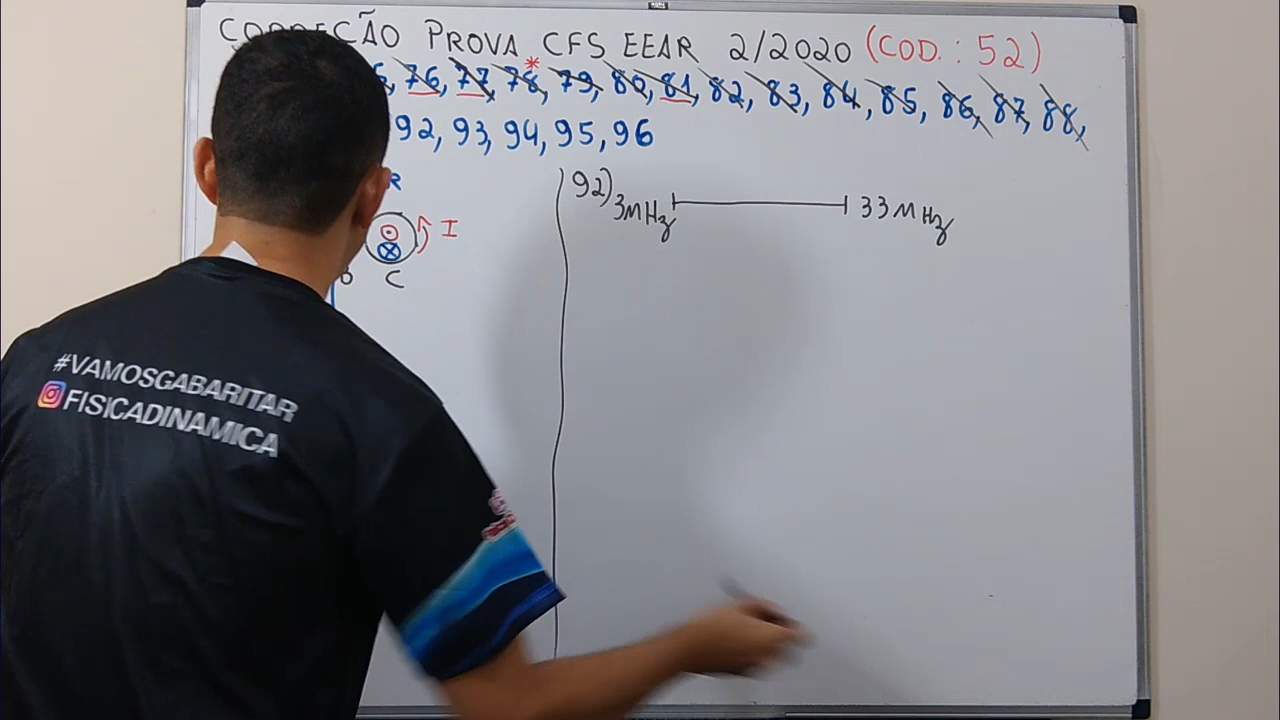 CORREÇÃO PROVA CFS EEAR 2/2020 (COD.: 52)
76, 77, 78*, 79, 80, 81, 82, 83, 84, 85, 86, 87, 88,
92, 93, 94, 95, 96
R
I
C
92) 3MHz 33MHz
#VAMOSGABARITAR
FISICADINAMICA